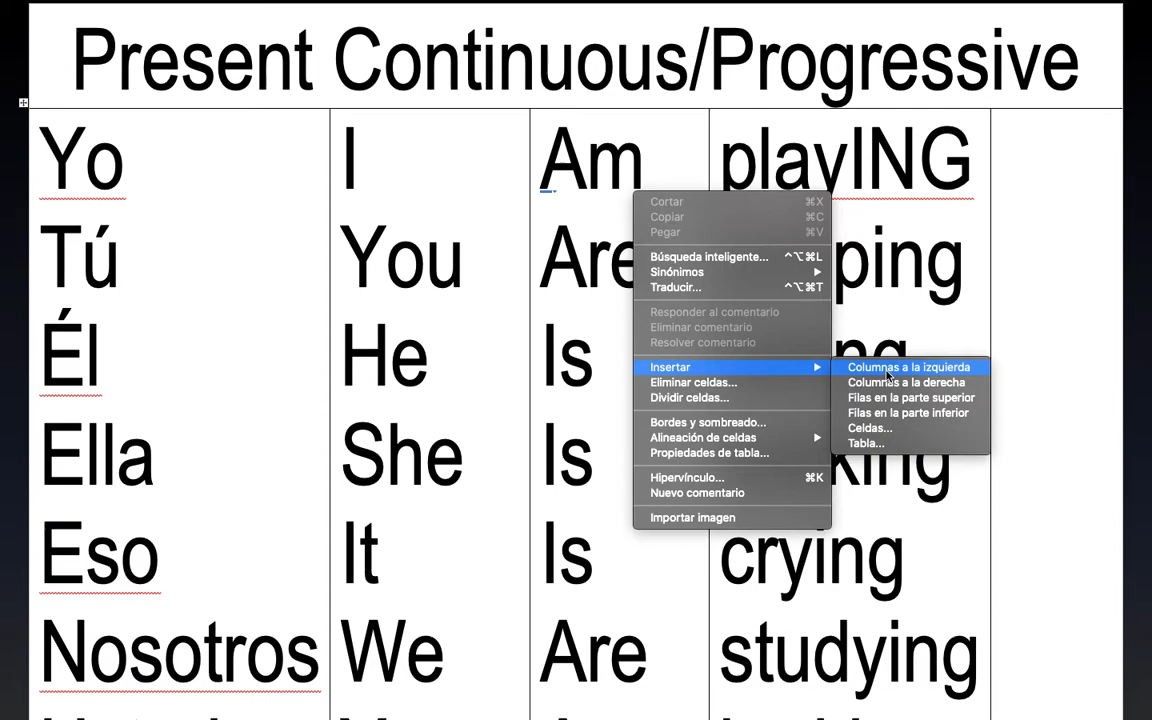 Present Continuous/Progressive
Yo I Am playING
Tú You Are ping
Él He Is
Ella She Is king
Eso It Is crying
Nosotros We Are studying
Cortar ⌘X
Copiar ⌘C
Pegar ⌘V
Búsqueda inteligente... ^⌥⌘L
Sinónimos ▶
Traducir... ^⌥⌘T
Responder al comentario
Eliminar comentario
Resolver comentario
Insertar ▶
Eliminar celdas...
Dividir celdas...
Bordes y sombreado...
Alineación de celdas ▶
Propiedades de tabla...
Hipervínculo... ⌘K
Nuevo comentario
Importar imagen
Columnas a la izquierda
Columnas a la derecha
Filas en la parte superior
Filas en la parte inferior
Celdas...
Tabla...